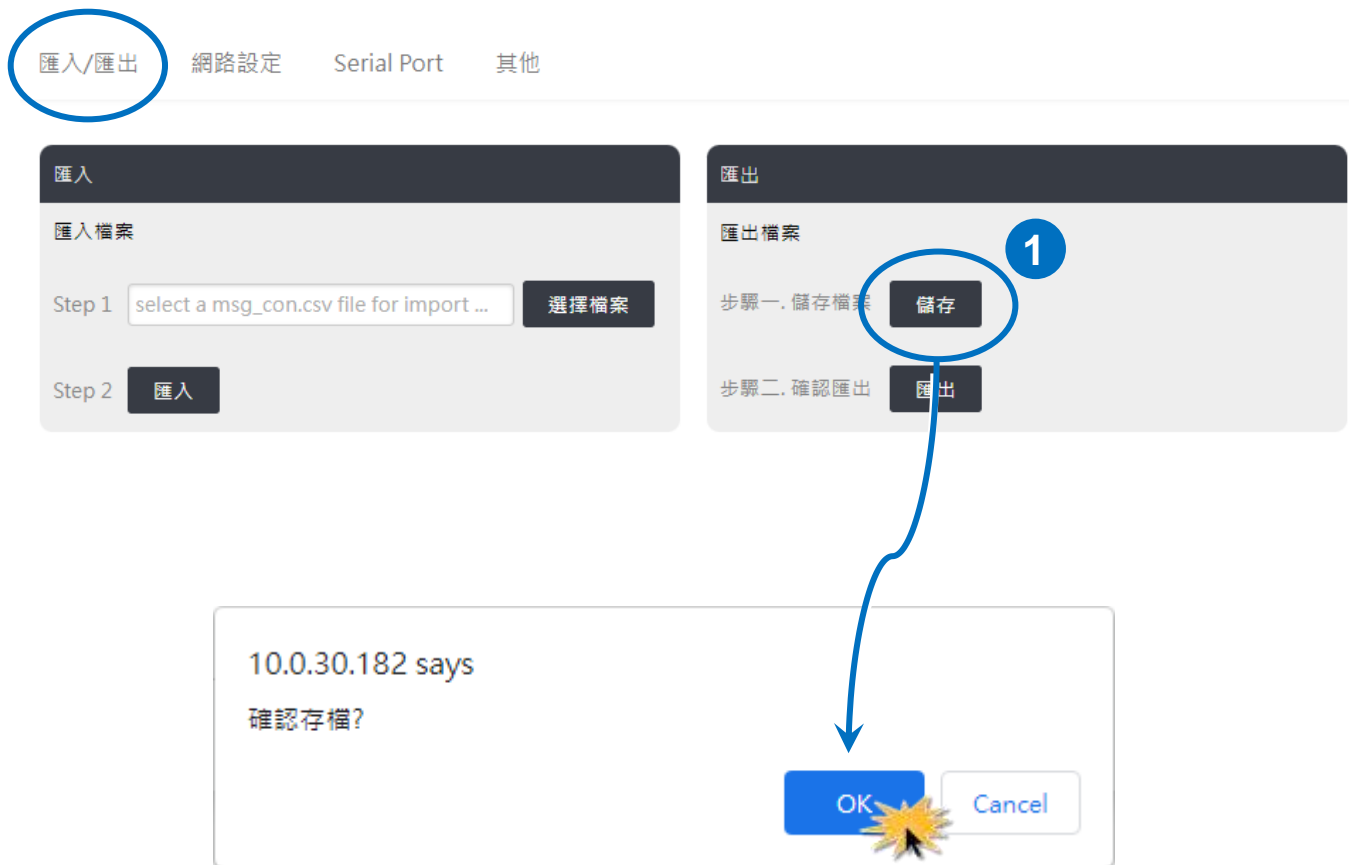 匯入/匯出 網路設定 Serial Port 其他
匯入
匯入檔案
Step 1 select a msg_con.csv file for import ... 選擇檔案
Step 2 匯入
匯出
匯出檔案
1
步驟一. 儲存檔案 儲存
步驟二. 確認匯出 匯出
10.0.30.182 says
確認存檔?
OK Cancel